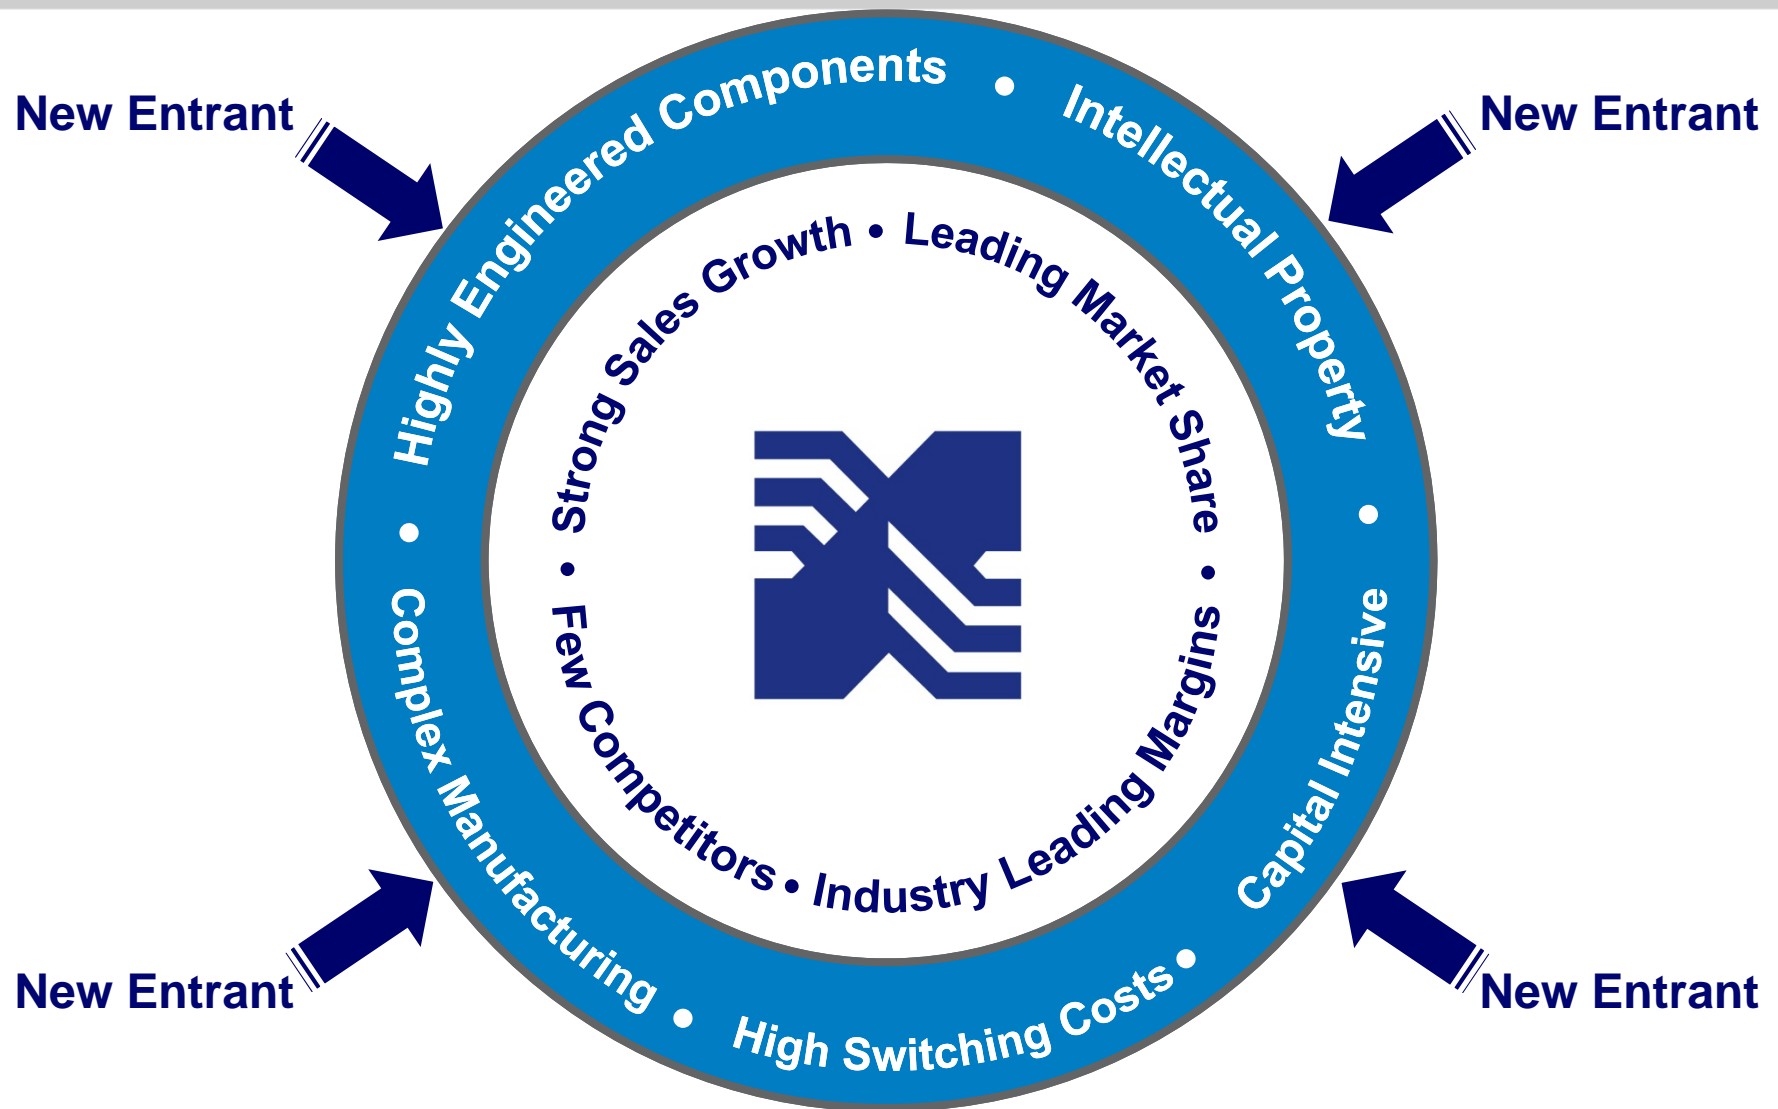 New Entrant
New Entrant
Highly Engineered Components • Intellectual Property • Capital Intensive • High Switching Costs • Complex Manufacturing •
Strong Sales Growth • Leading Market Share • Industry Leading Margins • Few Competitors •
New Entrant
New Entrant